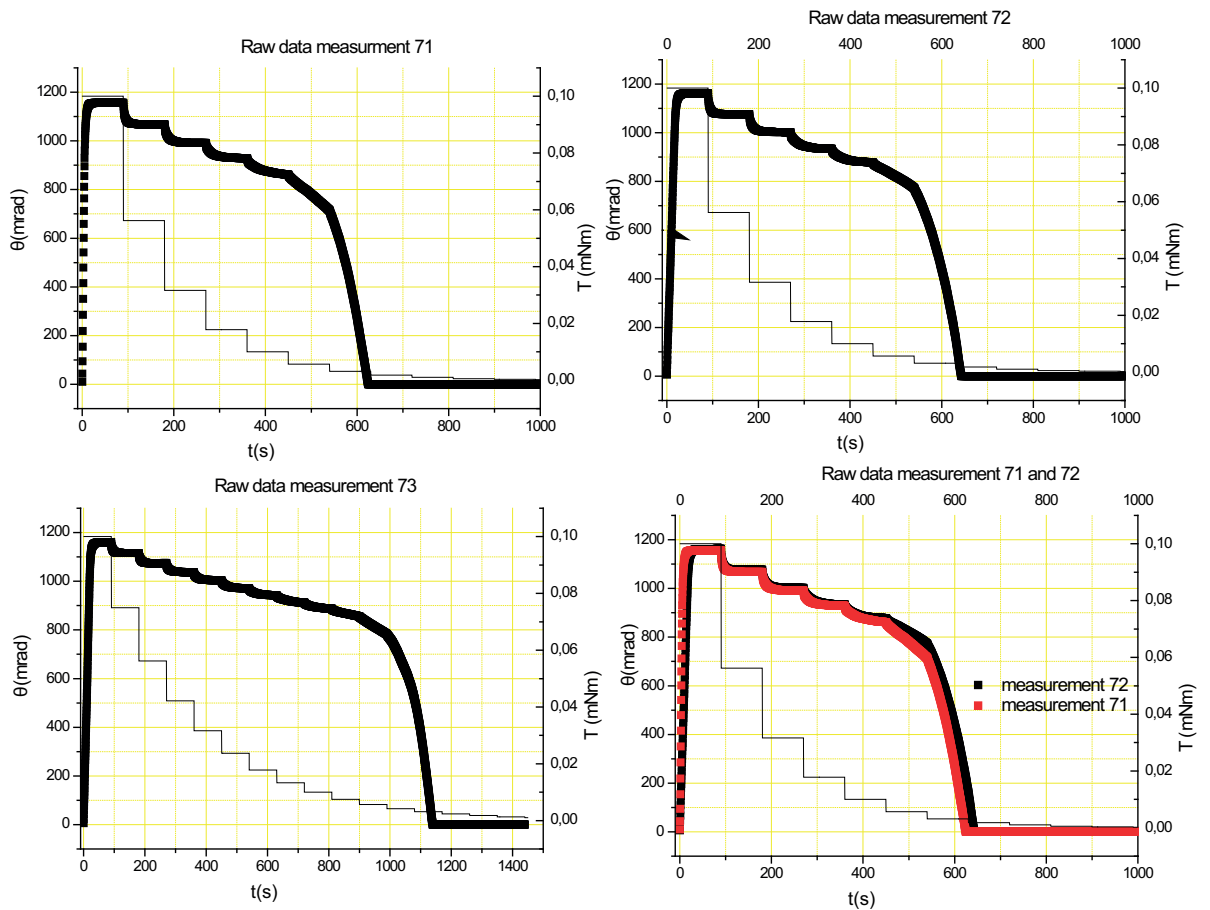 Raw data measurment 71
1200
1000
800
600
400
200
0
θ(mrad)
0,10
0,08
0,06
0,04
0,02
0,00
T (mNm)
0 200 400 600 800 1000
t(s)
Raw data measurement 72
0 200 400 600 800 1000
1200
1000
800
600
400
200
0
θ(mrad)
0,10
0,08
0,06
0,04
0,02
0,00
T (mNm)
0 200 400 600 800 1000
t(s)
Raw data measurement 73
1200
1000
800
600
400
200
0
θ(mrad)
0,10
0,08
0,06
0,04
0,02
0,00
T (mNm)
0 200 400 600 800 1000 1200 1400
t(s)
Raw data measurement 71 and 72
0 200 400 600 800 1000
1200
1000
800
600
400
200
0
θ(mrad)
0,10
0,08
0,06
0,04
0,02
0,00
T (mNm)
measurement 72
measurement 71
0 200 400 600 800 1000
t(s)